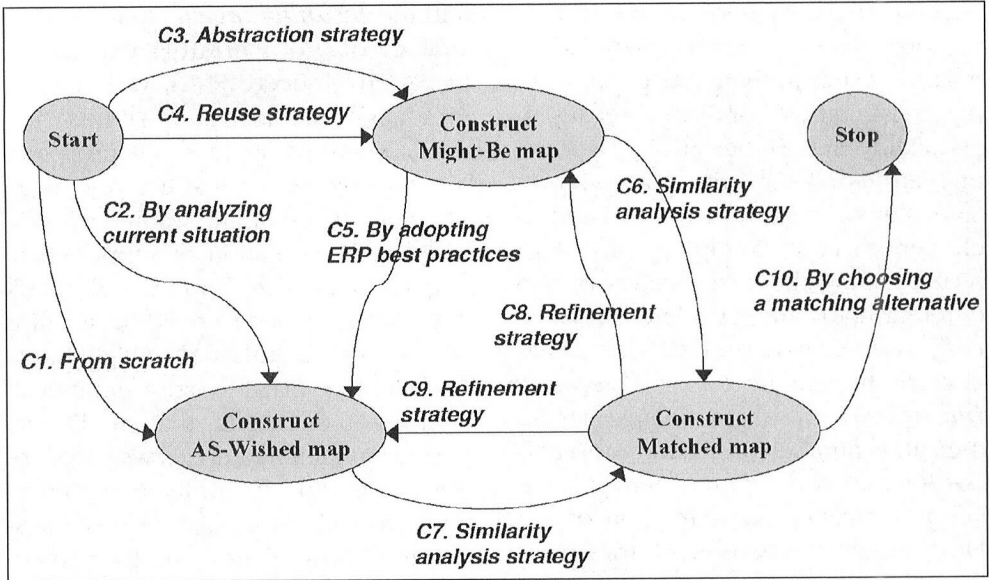 C3. Abstraction strategy
Start
C4. Reuse strategy
Construct
Might-Be map
Stop
C2. By analyzing
current situation
C5. By adopting
ERP best practices
C6. Similarity
analysis strategy
C10. By choosing
a matching alternative
C8. Refinement
strategy
C1. From scratch
C9. Refinement
strategy
Construct
AS-Wished map
Construct
Matched map
C7. Similarity
analysis strategy